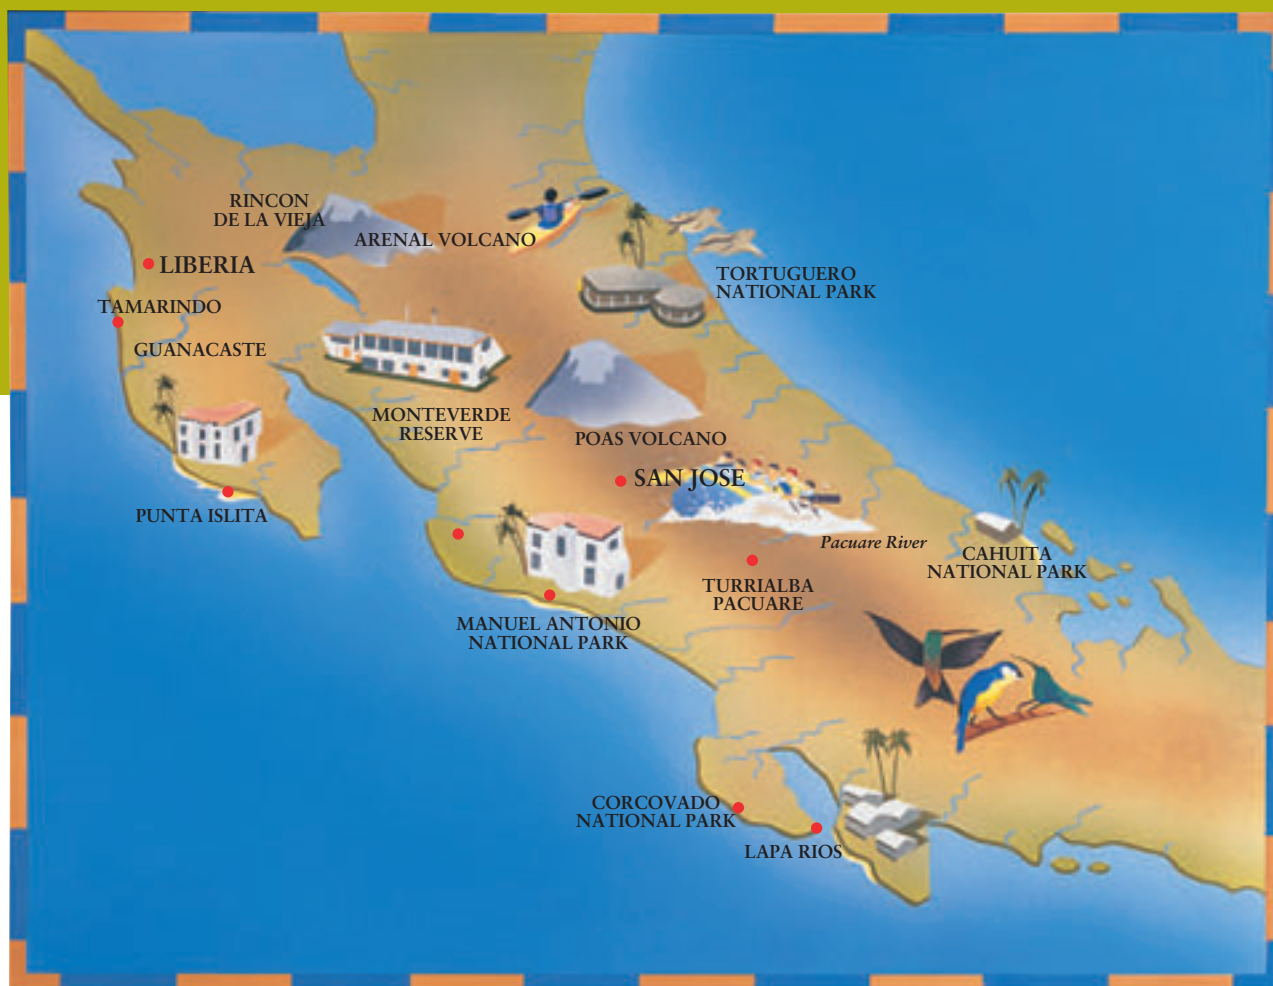 RINCON
DE LA VIEJA
ARENAL VOLCANO
LIBERIA
TORTUGUERO
NATIONAL PARK
TAMARINDO
GUANACASTE
MONTEVERDE
RESERVE
POAS VOLCANO
SAN JOSE
PUNTA ISLITA
Pacuare River
CAHUITA
NATIONAL PARK
TURRIALBA
PACUARE
MANUEL ANTONIO
NATIONAL PARK
CORCOVADO
NATIONAL PARK
LAPA RIOS